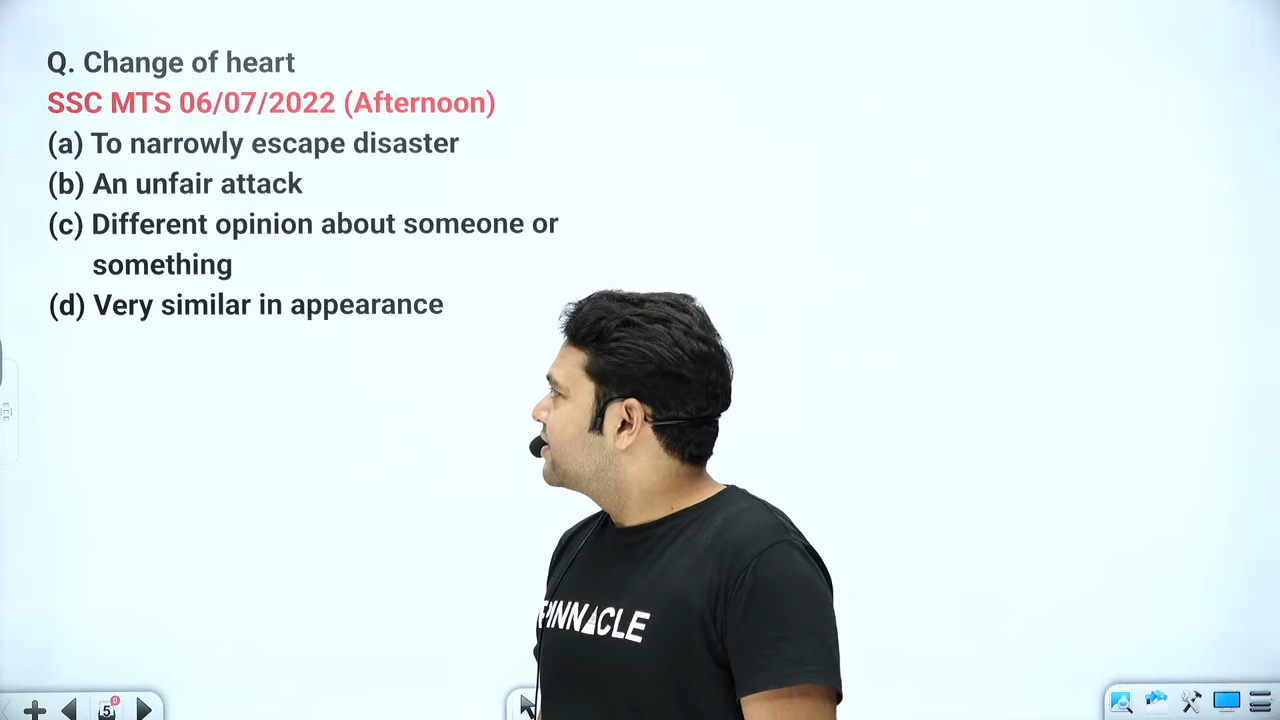 Q. Change of heart
SSC MTS 06/07/2022 (Afternoon)
(a) To narrowly escape disaster
(b) An unfair attack
(c) Different opinion about someone or
something
(d) Very similar in appearance
PINNACLE
5
0